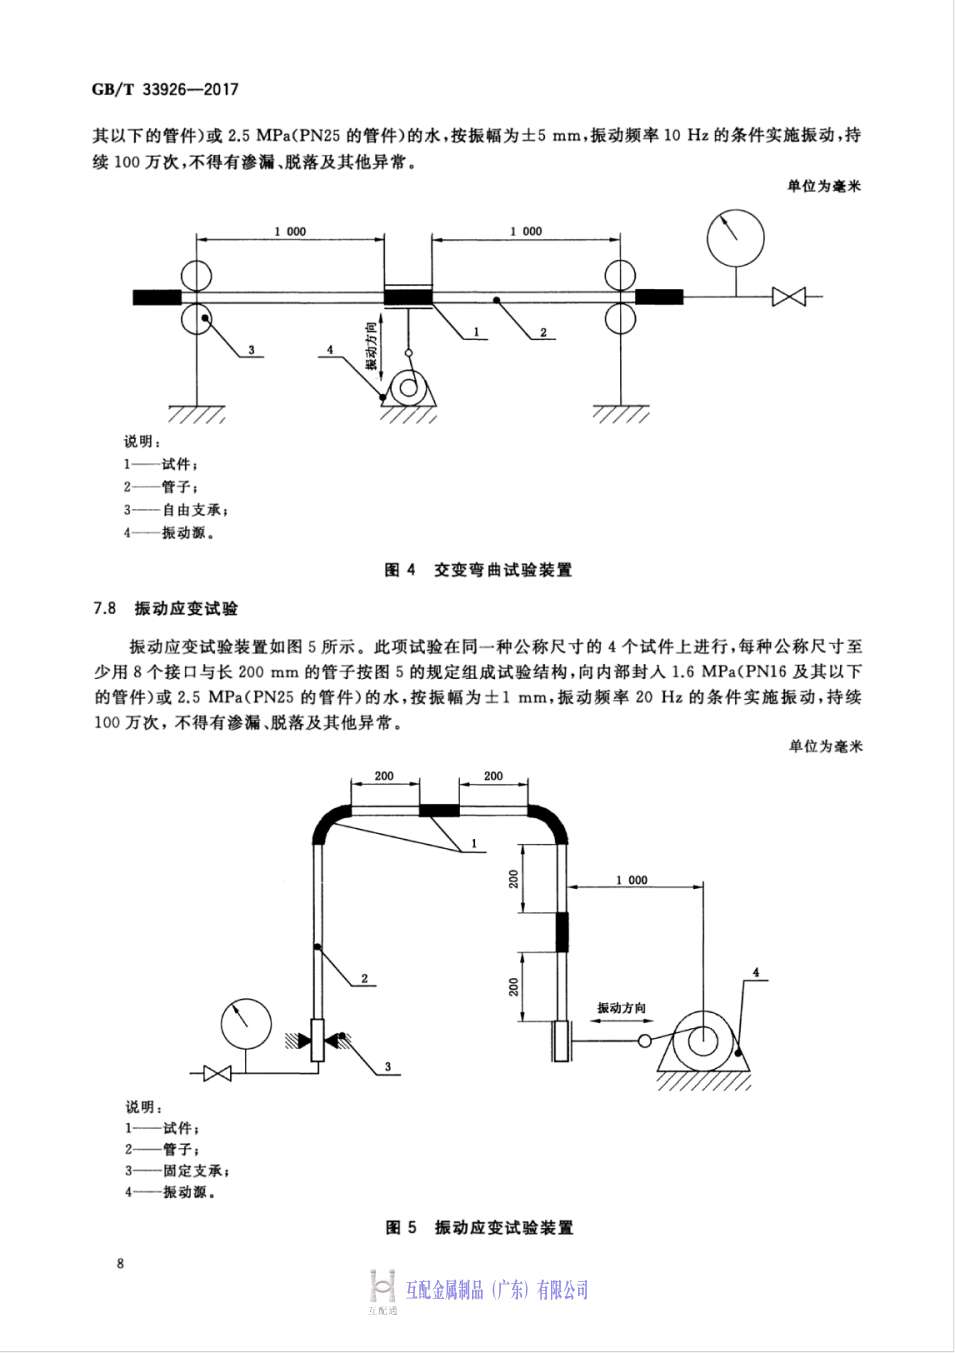 GB/T 33926—2017
其以下的管件)或 2.5 MPa(PN25 的管件)的水,按振幅为±5 mm,振动频率 10 Hz 的条件实施振动,持
续 100 万次,不得有渗漏、脱落及其他异常。
单位为毫米
1 000
1 000
振动方向
1
2
3
4
说明:
1——试件;
2——管子;
3——自由支承;
4——振动源。
图 4 交变弯曲试验装置
7.8 振动应变试验
振动应变试验装置如图 5 所示。此项试验在同一种公称尺寸的 4 个试件上进行,每种公称尺寸至
少用 8 个接口与长 200 mm 的管子按图 5 的规定组成试验结构,向内部封入 1.6 MPa(PN16 及其以下
的管件)或 2.5 MPa(PN25 的管件)的水,按振幅为±1 mm,振动频率 20 Hz 的条件实施振动,持续
100 万次,不得有渗漏、脱落及其他异常。
单位为毫米
200
200
1
200
1 000
2
200
振动方向
4
3
说明:
1——试件;
2——管子;
3——固定支承;
4——振动源。
图 5 振动应变试验装置
8
互配金属制品(广东)有限公司
互配通